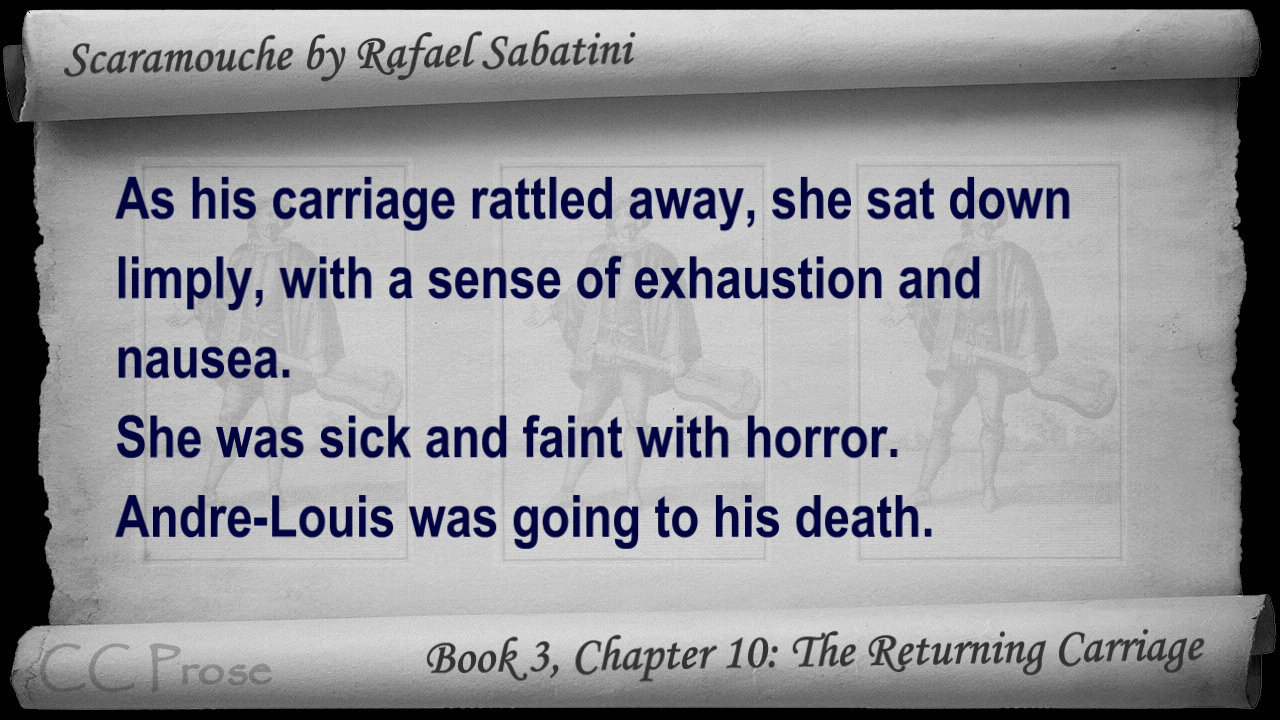 Scaramouche by Rafael Sabatini
As his carriage rattled away, she sat down
limply, with a sense of exhaustion and
nausea.
She was sick and faint with horror.
Andre-Louis was going to his death.
CC Prose
Book 3, Chapter 10: The Returning Carriage